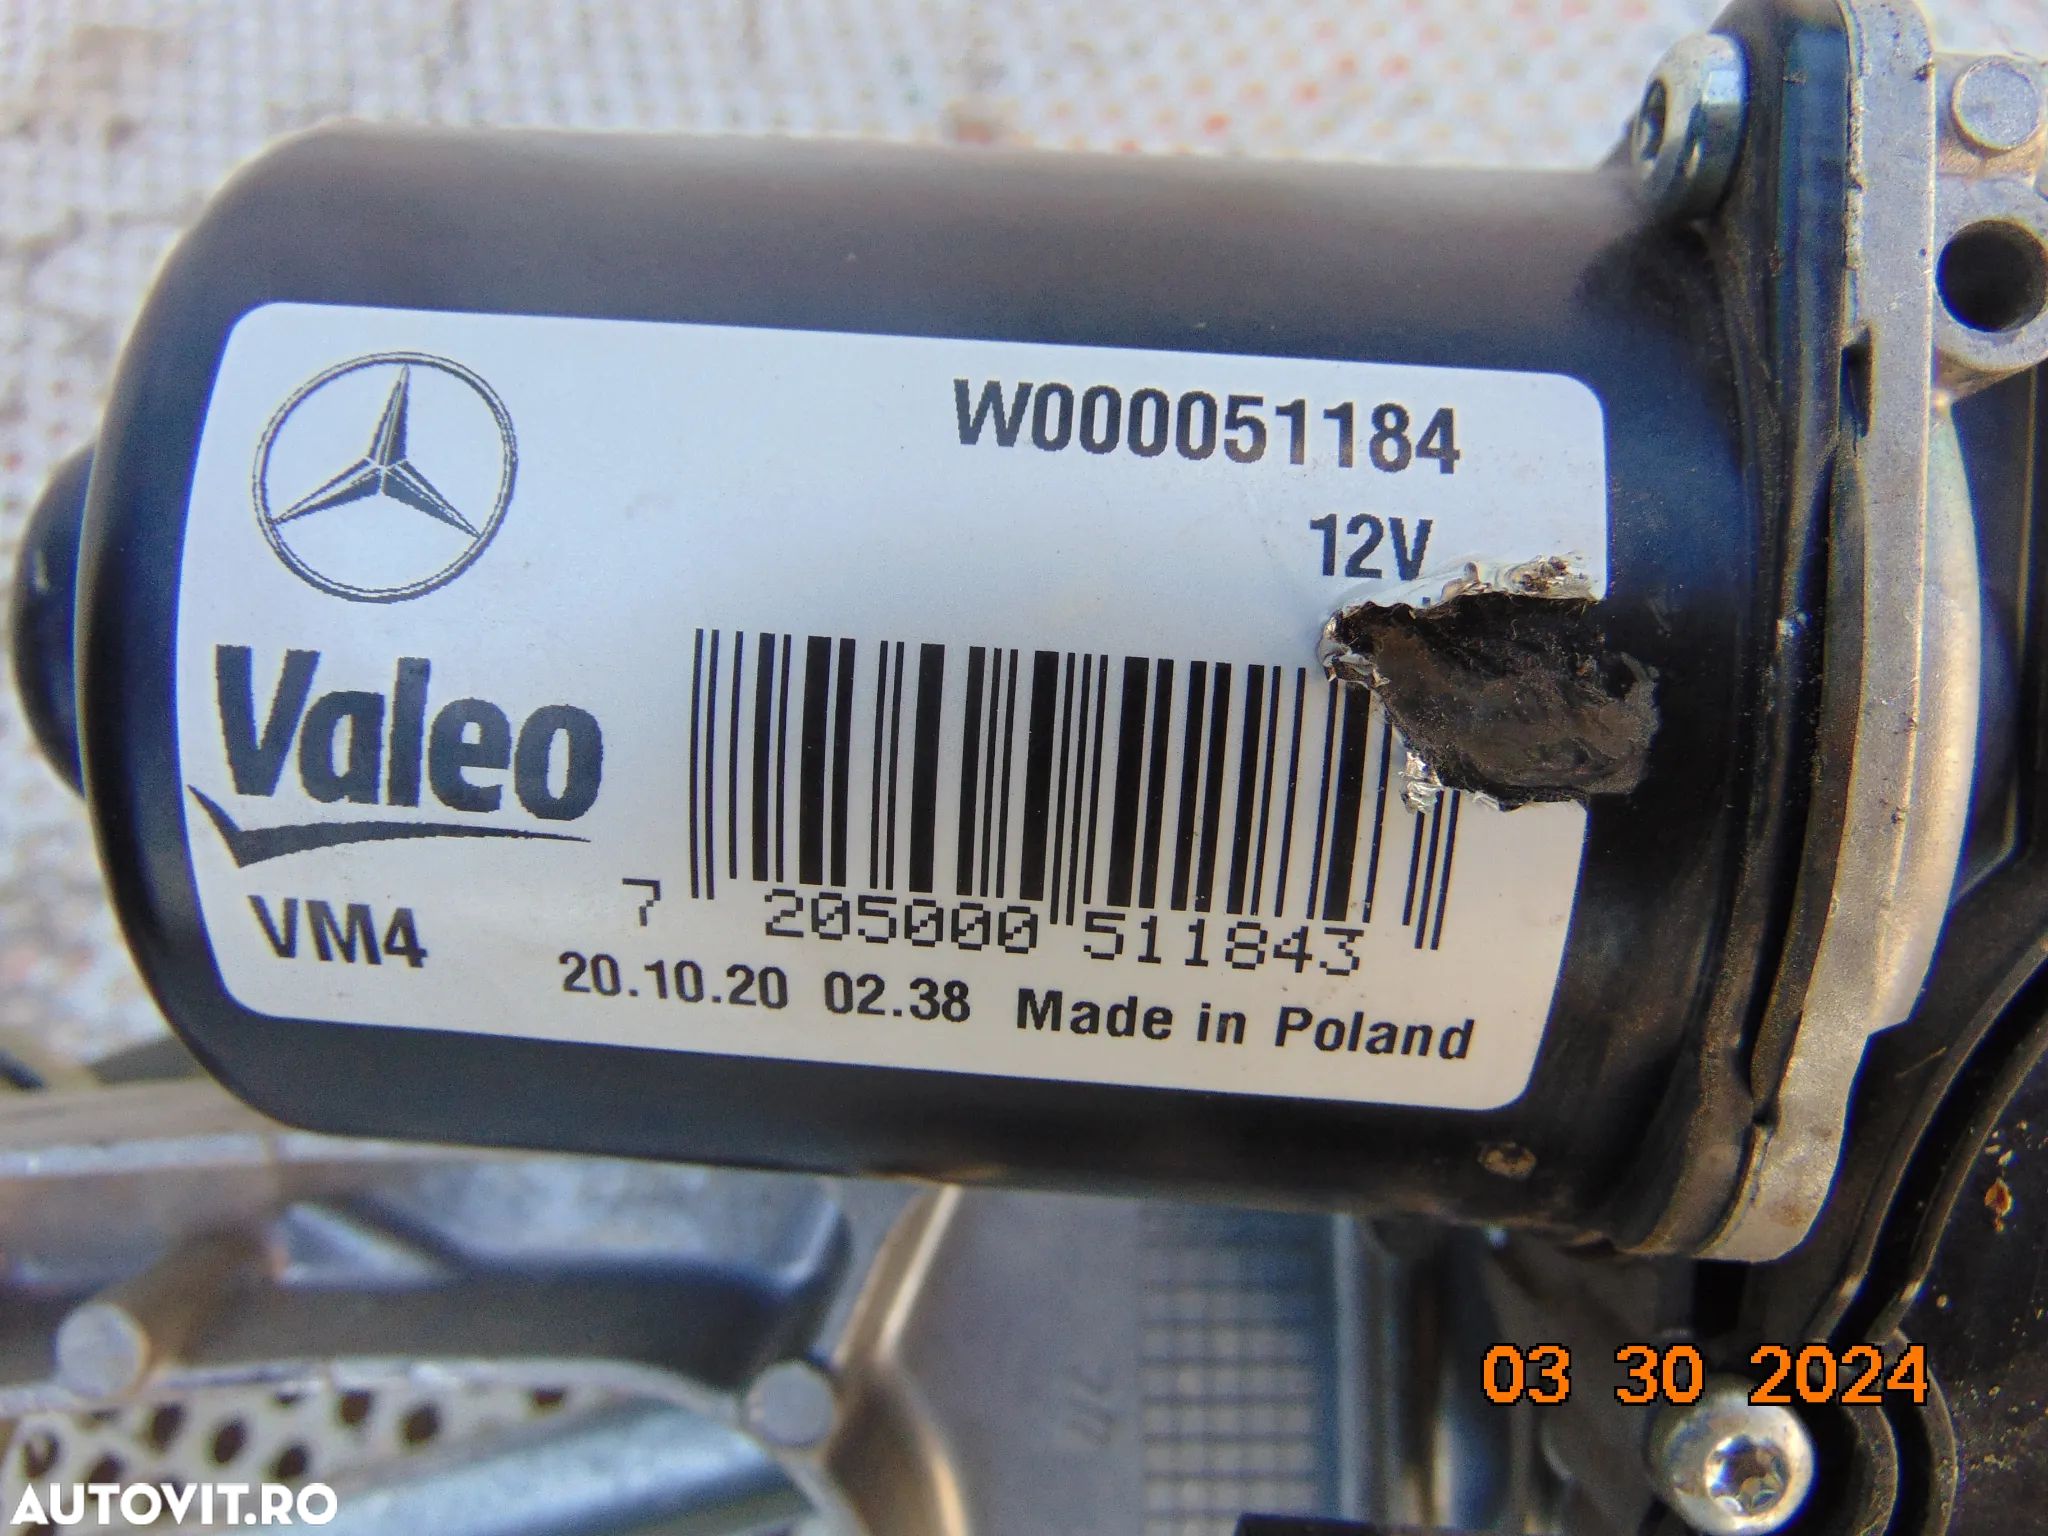 W000051184
12V
Valeo
7 205000 511843
VM4
20.10.20 02.38 Made in Poland
03 30 2024
AUTOVIT.RO